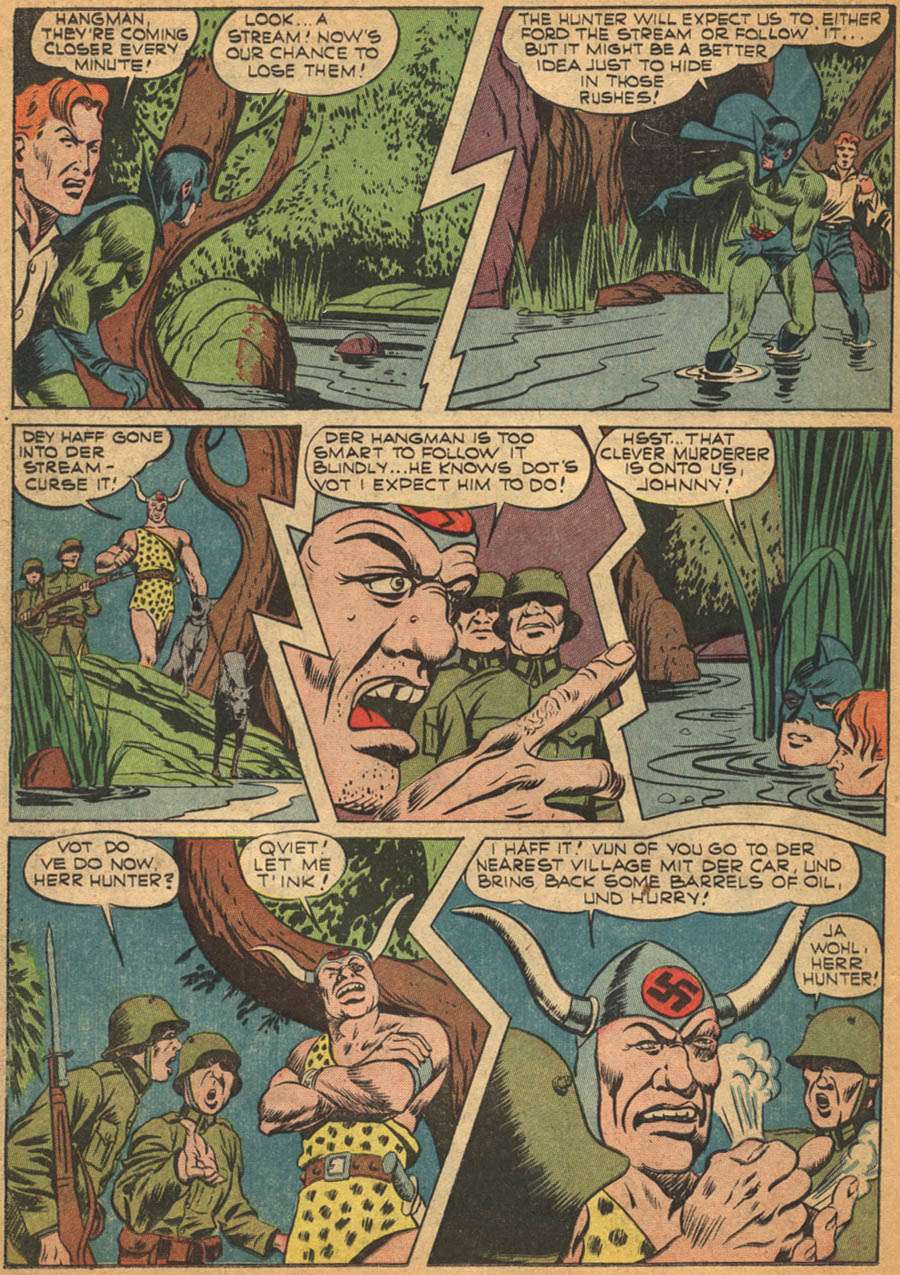 HANGMAN,
THEY'RE COMING
CLOSER EVERY
MINUTE!
LOOK... A
STREAM! NOW'S
OUR CHANCE TO
LOSE THEM!
THE HUNTER WILL EXPECT US TO EITHER
FORD THE STREAM OR FOLLOW IT...
BUT IT MIGHT BE A BETTER
IDEA JUST TO HIDE
IN THOSE
RUSHES!
DEY HAFF GONE
INTO DER
STREAM-
CURSE IT!
DER HANGMAN IS TOO
SMART TO FOLLOW IT
BLINDLY... HE KNOWS DOT'S
VOT I EXPECT HIM TO DO!
HSST... THAT
CLEVER MURDERER
IS ONTO US,
JOHNNY!
VOT DO
VE DO NOW,
HERR HUNTER?
QVIET!
LET ME
T'INK!
I HAFF IT! VUN OF YOU GO TO DER
NEAREST VILLAGE MIT DER CAR, UND
BRING BACK SOME BARRELS OF OIL,
UND HURRY!
JA
WOHL,
HERR
HUNTER!